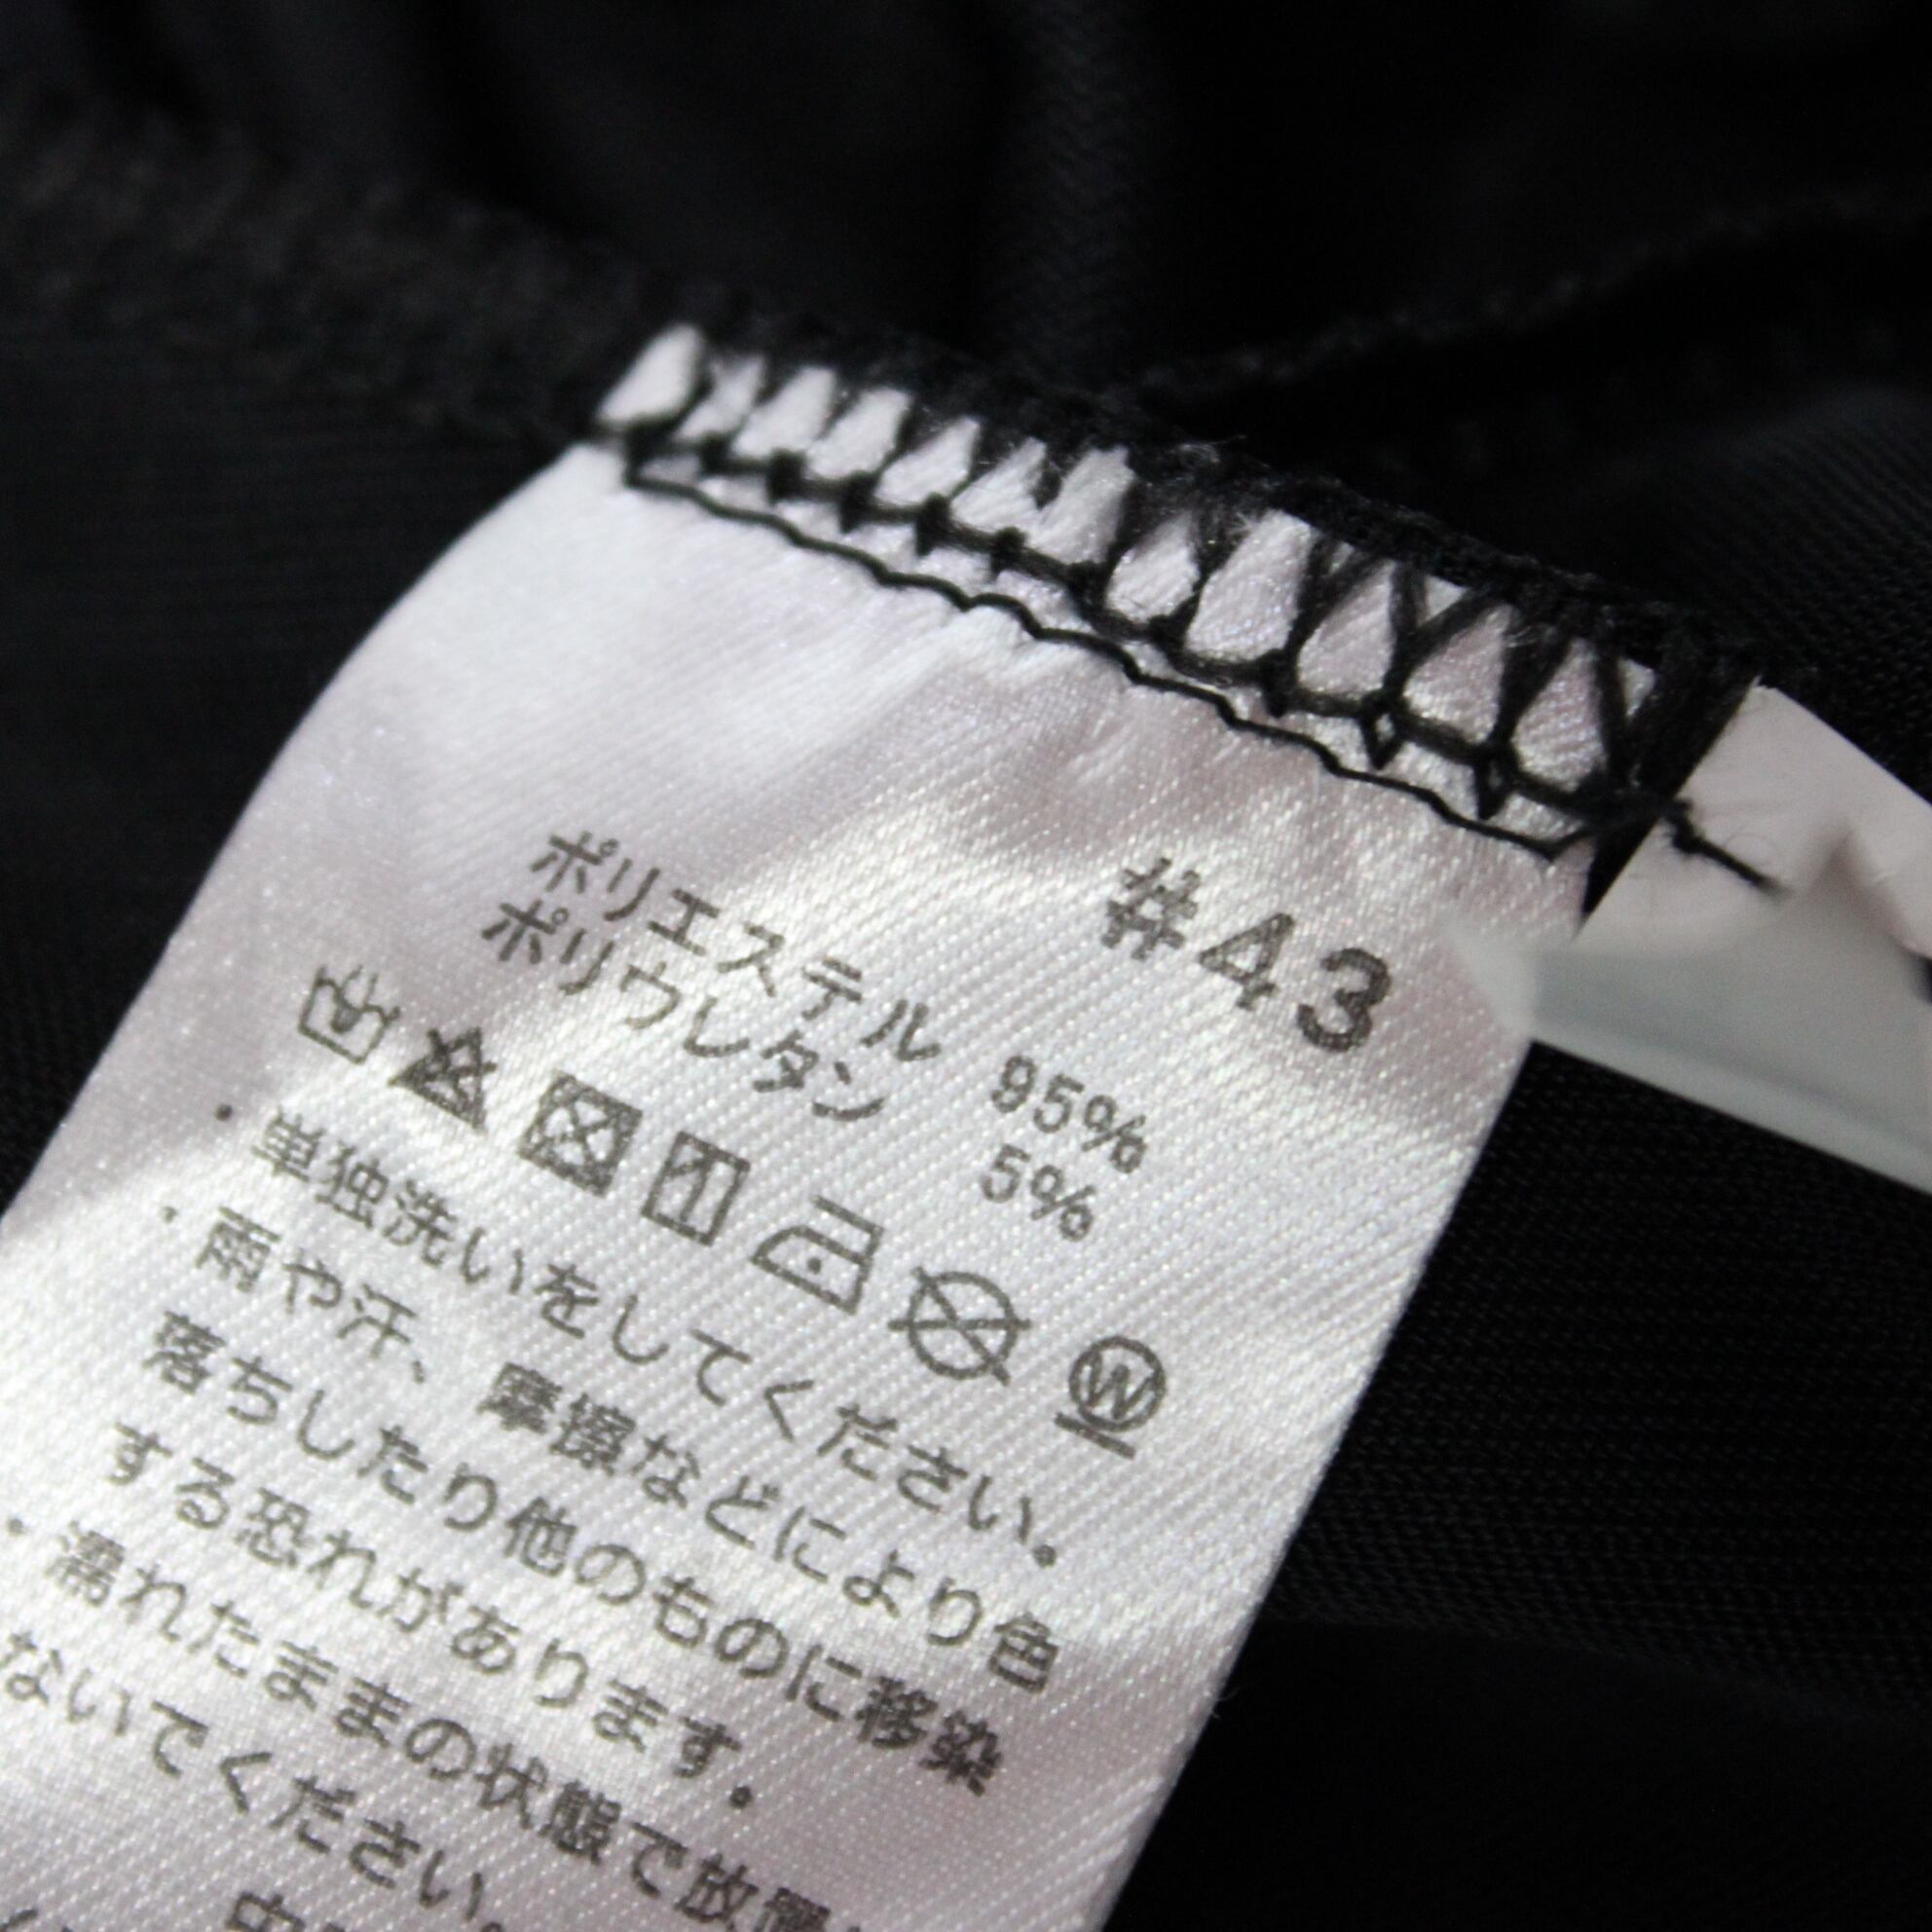 #43
ポリエステル 95%
ポリウレタン 5%
W
・単独洗いをしてください。
・雨や汗、摩擦などにより色
落ちしたり他のものに移染
する恐れがあります。
・濡れたままの状態で放置
ないでください。